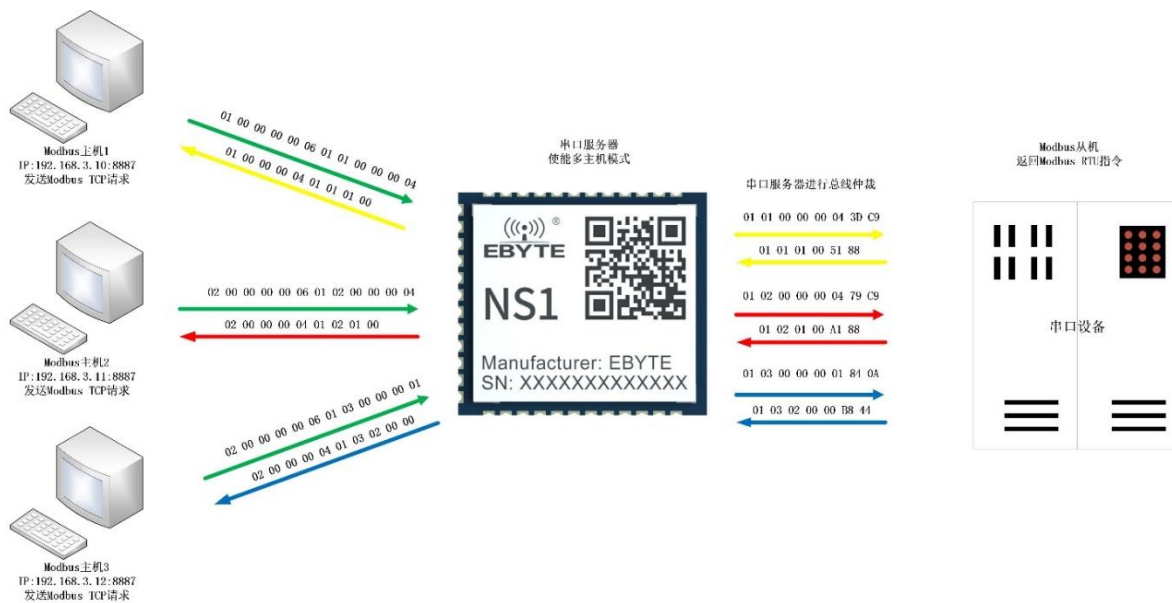 01 00 00 00 00 06 01 01 00 00 00 04
01 00 00 00 04 01 01 01 00
Modbus主机1
IP:192.168.3.10:8887
发送Modbus TCP请求
02 00 00 00 00 06 01 02 00 00 00 04
02 00 00 00 04 01 02 01 00
Modbus主机2
IP:192.168.3.11:8887
发送Modbus TCP请求
02 00 00 00 00 06 01 03 00 00 00 01
02 00 00 00 04 01 03 02 00 00
Modbus主机3
IP:192.168.3.12:8887
发送Modbus TCP请求
串口服务器
使能多主机模式
®
EBYTE
NS1
Manufacturer: EBYTE
SN: XXXXXXXXXXXXX
串口服务器进行总线仲裁
01 01 00 00 00 04 3D C9
01 01 01 00 51 88
01 02 00 00 00 04 79 C9
01 02 01 00 A1 88
01 03 00 00 00 01 84 0A
01 03 02 00 00 B8 44
Modbus从机
返回Modbus RTU指令
串口设备